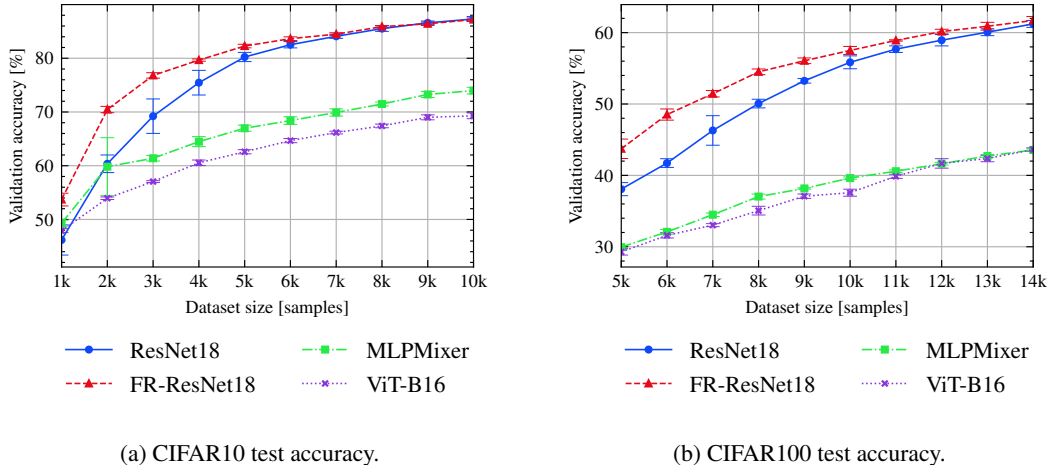 80
70
60
50
Validation accuracy [%]
1k 2k 3k 4k 5k 6k 7k 8k 9k 10k
Dataset size [samples]
ResNet18
MLPMixer
FR-ResNet18
ViT-B16
(a) CIFAR10 test accuracy.
60
50
40
30
Validation accuracy [%]
5k 6k 7k 8k 9k 10k 11k 12k 13k 14k
Dataset size [samples]
ResNet18
MLPMixer
FR-ResNet18
ViT-B16
(b) CIFAR100 test accuracy.